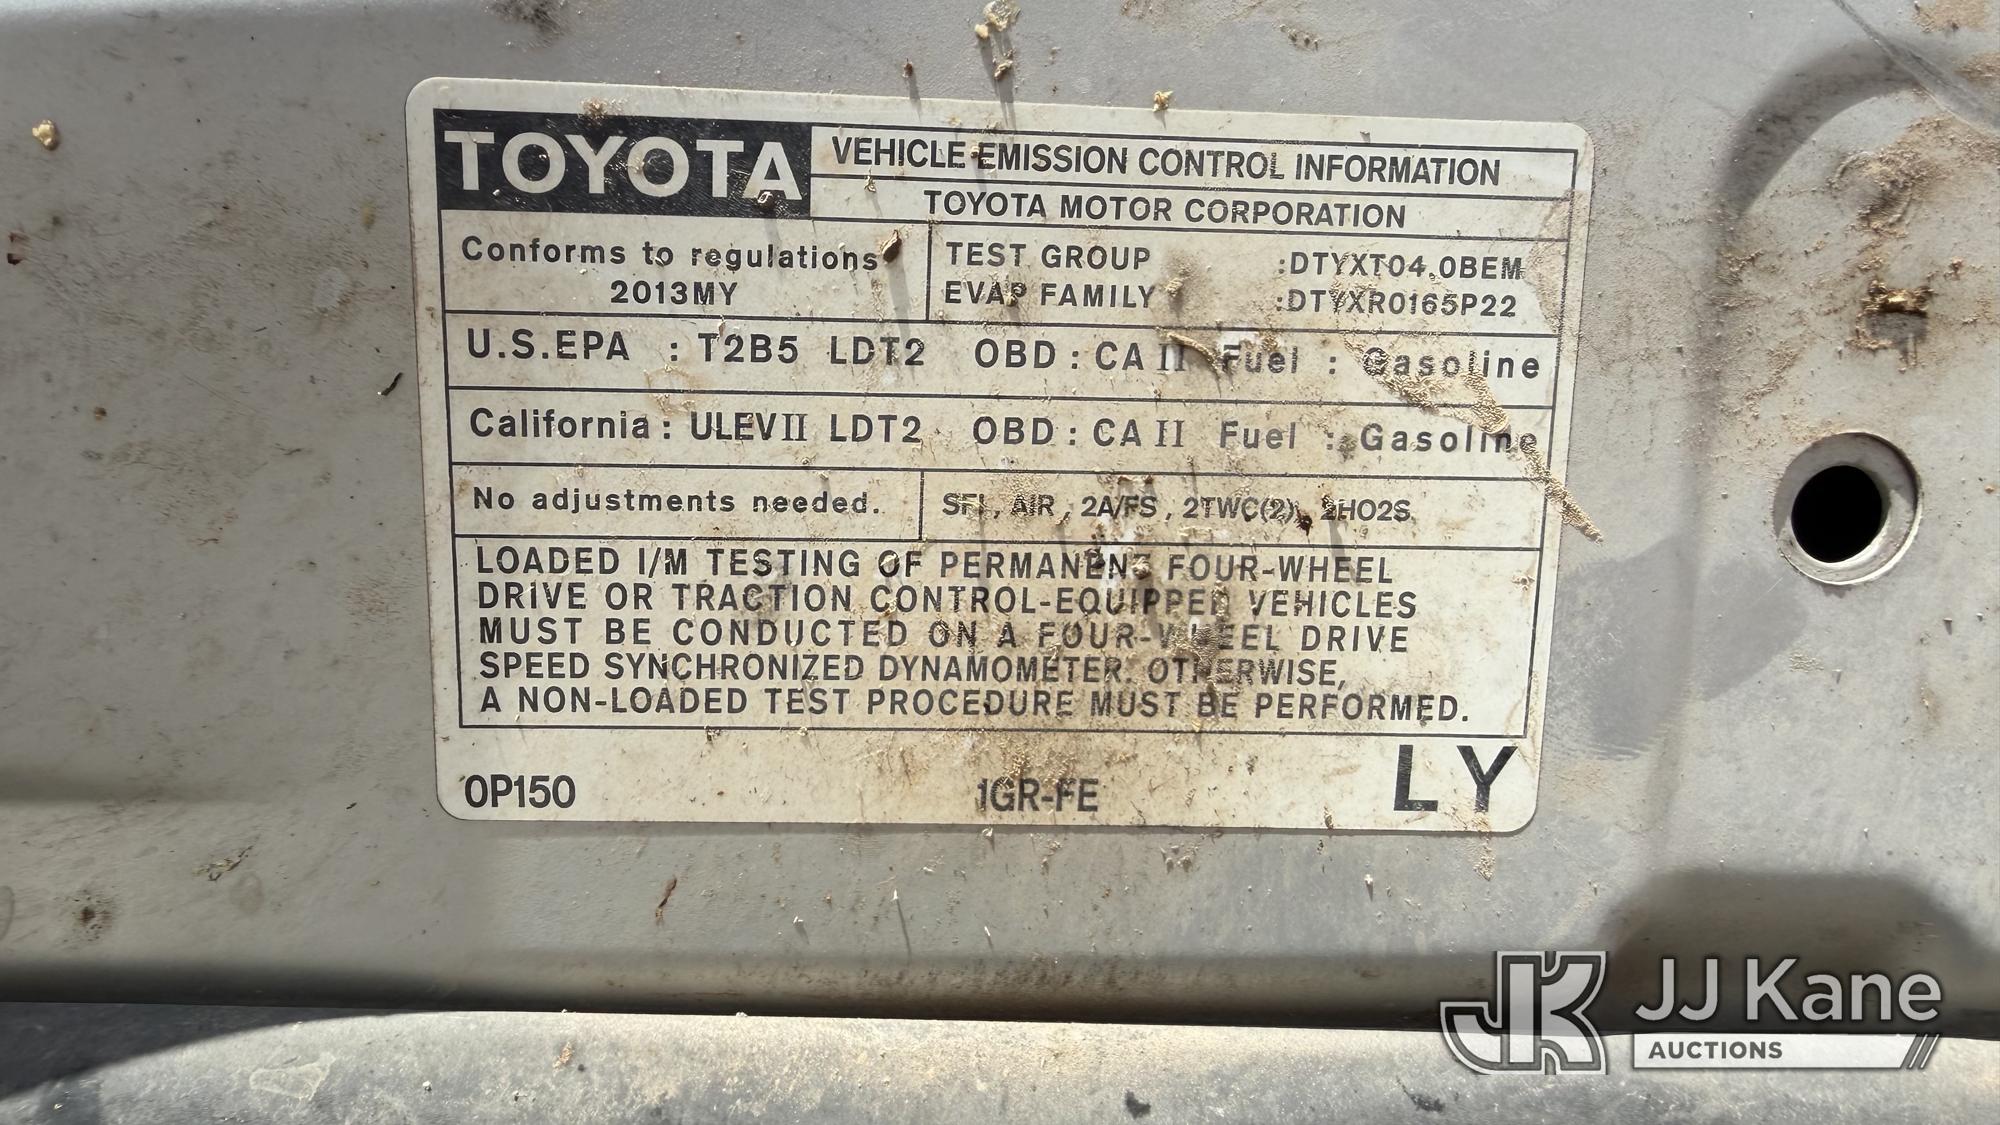 TOYOTA
VEHICLE EMISSION CONTROL INFORMATION
TOYOTA MOTOR CORPORATION
Conforms to regulations
2013MY
TEST GROUP :DTYXT04.0BEM
EVAP FAMILY :DTYXR0165P22
U.S.EPA : T2B5 LDT2 OBD : CA II Fuel : Gasoline
California : ULEV II LDT2 OBD : CA II Fuel : Gasoline
No adjustments needed.
SFI, AIR, 2A/FS, 2TWC(2), 2HO2S
LOADED I/M TESTING OF PERMANENT FOUR-WHEEL
DRIVE OR TRACTION CONTROL-EQUIPPED VEHICLES
MUST BE CONDUCTED ON A FOUR-WHEEL DRIVE
SPEED SYNCHRONIZED DYNAMOMETER. OTHERWISE,
A NON-LOADED TEST PROCEDURE MUST BE PERFORMED.
0P150 1GR-FE LY
JK JJ Kane
AUCTIONS